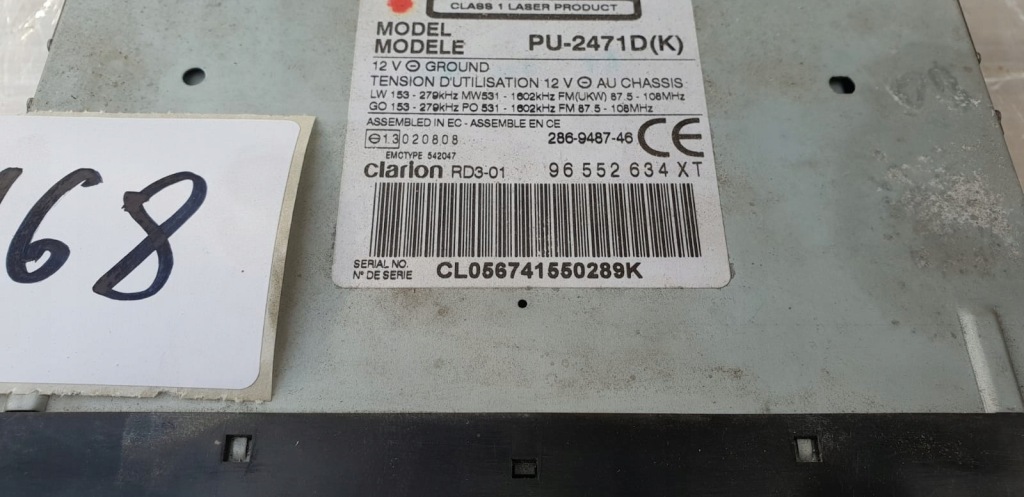 CLASS 1 LASER PRODUCT
MODEL
MODELE PU-2471D(K)
12 V ⊖ GROUND
TENSION D'UTILISATION 12 V ⊖ AU CHASSIS
LW 153 - 279kHz MW531 - 1602kHz FM(UKW) 87.5 - 108MHz
GO 153 - 279kHz PO 531 - 1602kHz FM 87.5 - 108MHz
ASSEMBLED IN EC - ASSEMBLE EN CE
e13 020808 286-9487-46 CE
EMCTYPE 542047
clarion RD3-01 96 552 634 XT
SERIAL NO.
N° DE SERIE CL056741550289K
68